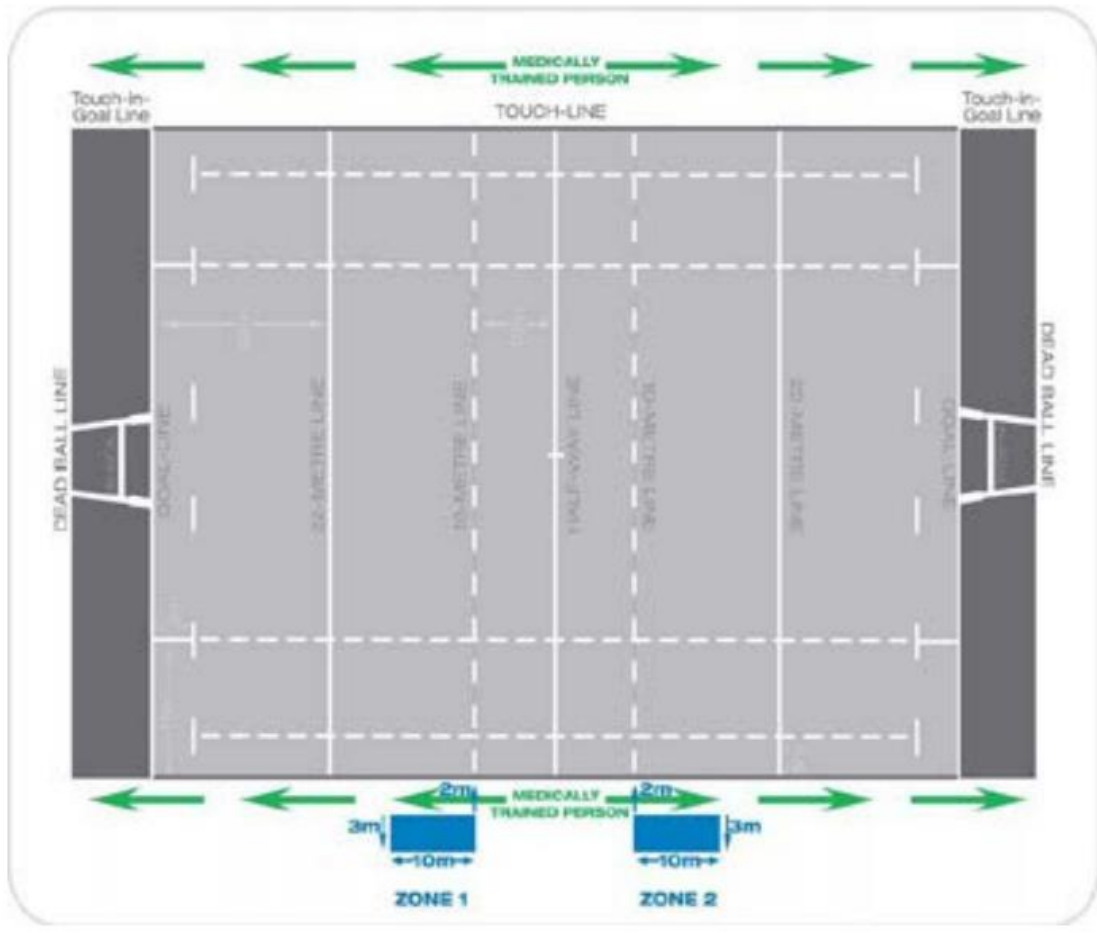 MEDICALLY
TRAINED PERSON
Touch-in-
Goal Line
TOUCH-LINE
Touch-in-
Goal Line
DEAD BALL LINE
GOAL-LINE
22-METRE LINE
10-METRE LINE
HALF-WAY LINE
10-METRE LINE
22-METRE LINE
GOAL LINE
DEAD BALL LINE
2m
MEDICALLY
TRAINED PERSON
2m
3m
10m
10m
3m
ZONE 1
ZONE 2